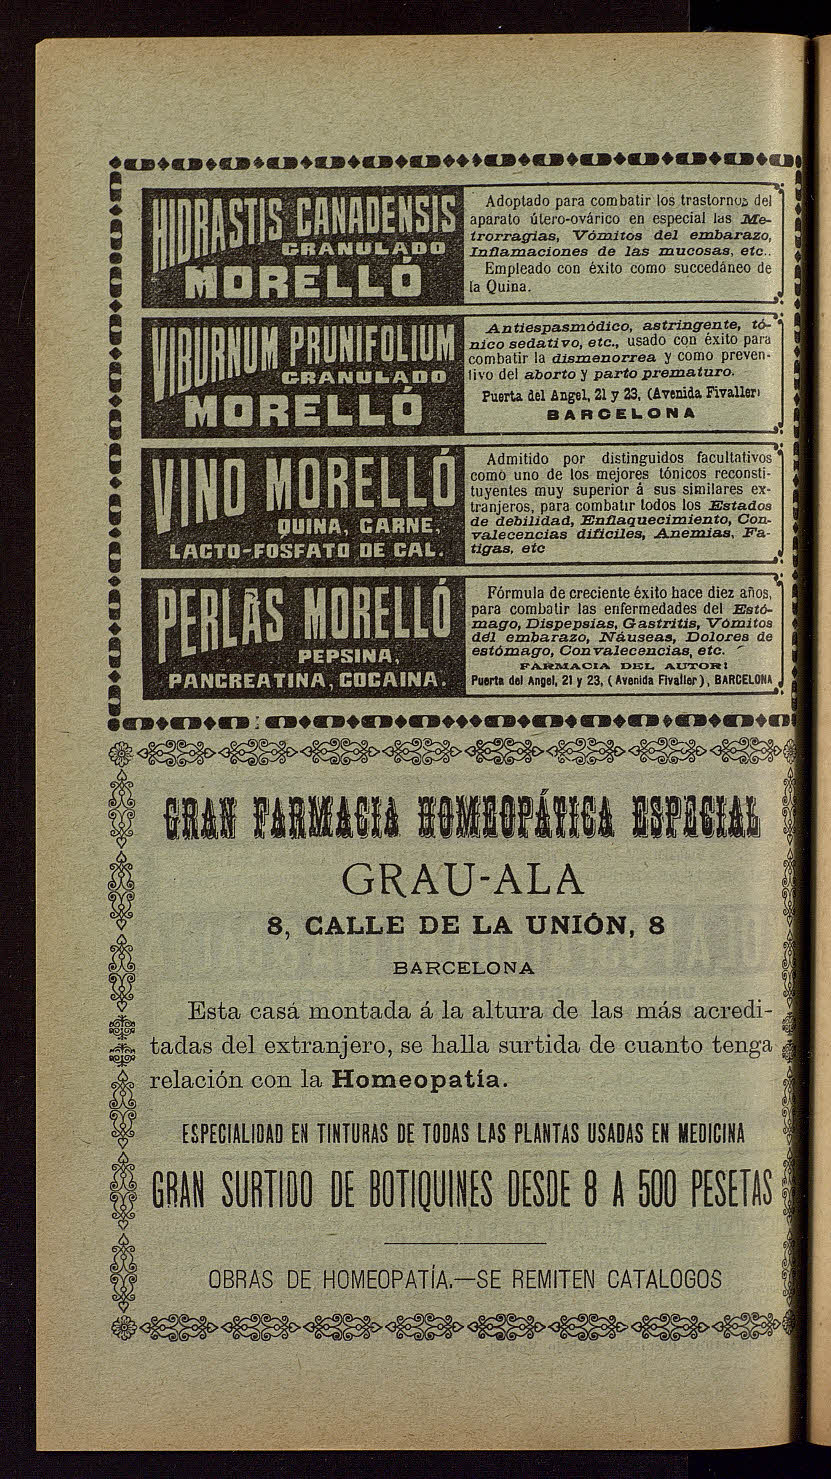 HIDRASTIS CANADENSIS
GRANULADO
MORELLÓ
Adoptado para combatir los trastornos del
aparato útero-ovárico en especial las Me-
trorragias, Vómitos del embarazo,
Inflamaciones de las mucosas, etc..
Empleado con éxito como succedáneo de
la Quina.
VIBURNUM PRUNIFOLIUM
GRANULADO
MORELLÓ
Antiespasmódico, astringente, tó-
nico sedativo, etc., usado con éxito para
combatir la dismenorrea y como preven-
tivo del aborto y parto prematuro.
Puerta del Angel, 21 y 23, (Avenida Fivaller)
BARCELONA
VINO MORELLÓ
QUINA, CARNE,
LACTO-FOSFATO DE CAL.
Admitido por distinguidos facultativos
como uno de los mejores tónicos reconsti-
tuyentes muy superior á sus similares ex-
tranjeros, para combatir todos los Estados
de debilidad, Enflaquecimiento, Con-
valecencias difíciles, Anemias, Fa-
tigas, etc
PERLAS MORELLÓ
PEPSINA,
PANCREATINA, COCAINA.
Fórmula de creciente éxito hace diez años,
para combatir las enfermedades del Estó-
mago, Dispepsias, Gastritis, Vómitos
del embarazo, Náuseas, Dolores de
estómago, Convalecencias, etc.
FARMACIA DEL AUTOR:
Puerta del Angel, 21 y 23, (Avenida Fivaller), BARCELONA
GRAN FARMACIA HOMEOPÁTICA ESPECIAL
GRAU-ALA
8, CALLE DE LA UNIÓN, 8
BARCELONA
Esta casa montada á la altura de las más acredi-
tadas del extranjero, se halla surtida de cuanto tenga
relación con la Homeopatía.
ESPECIALIDAD EN TINTURAS DE TODAS LAS PLANTAS USADAS EN MEDICINA
GRAN SURTIDO DE BOTIQUINES DESDE 8 A 500 PESETAS
OBRAS DE HOMEOPATÍA.—SE REMITEN CATALOGOS